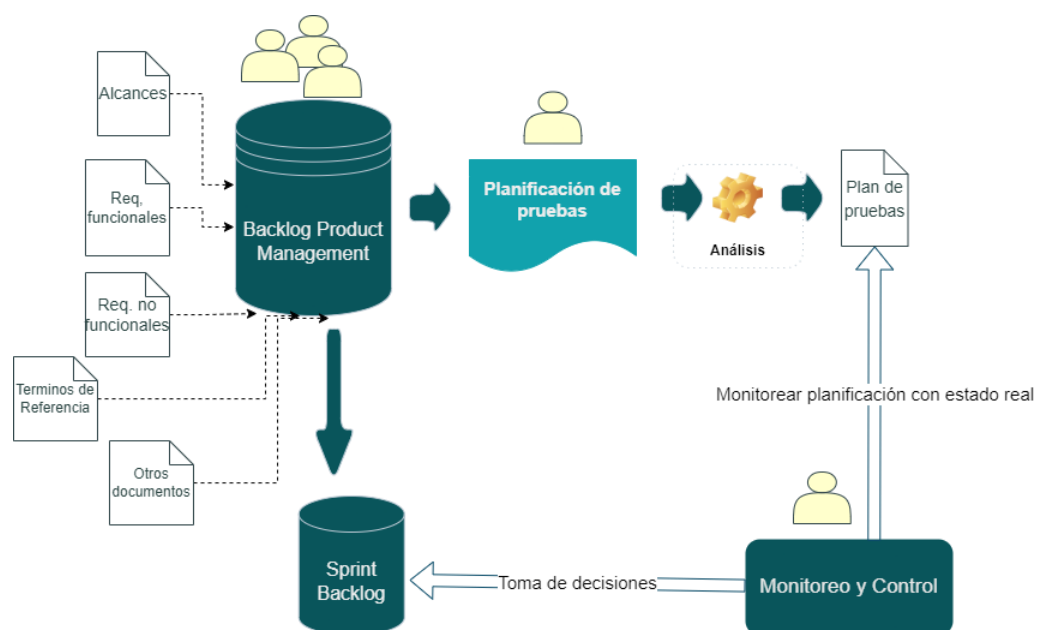 Alcances
Req,
funcionales
Req. no
funcionales
Terminos de
Referencia
Otros
documentos
Backlog Product
Management
Planificación de
pruebas
Análisis
Plan de
pruebas
Monitorear planificación con estado real
Sprint
Backlog
Toma de decisiones
Monitoreo y Control